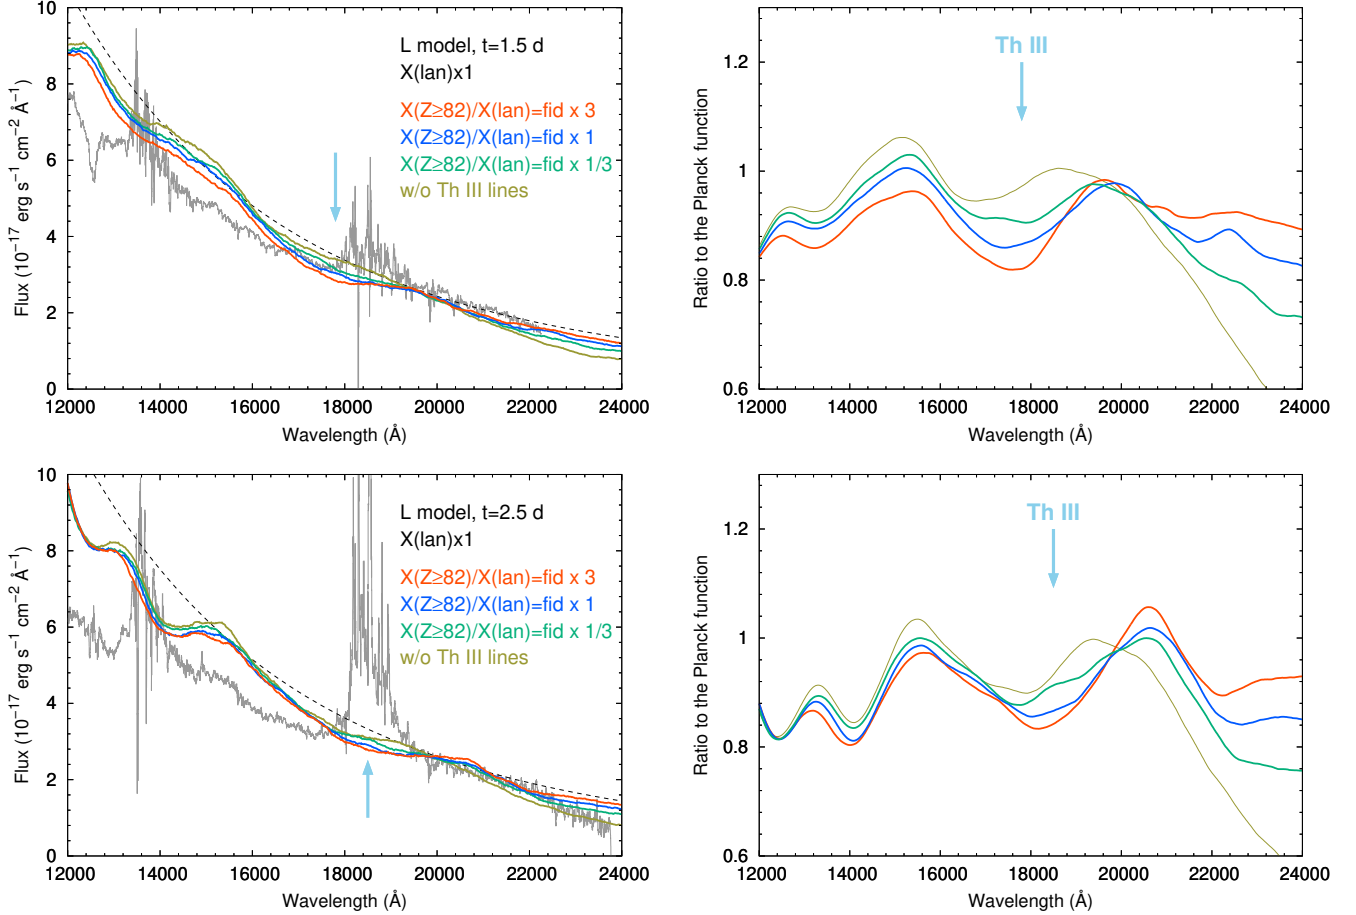 10
8
6
4
2
0
Flux (10⁻¹⁷ erg s⁻¹ cm⁻² Å⁻¹)
L model, t=1.5 d
X(lan)x1
X(Z≥82)/X(lan)=fid x 3
X(Z≥82)/X(lan)=fid x 1
X(Z≥82)/X(lan)=fid x 1/3
w/o Th III lines
12000 14000 16000 18000 20000 22000 24000
Wavelength (Å)
1.2
1
0.8
0.6
Ratio to the Planck function
Th III
12000 14000 16000 18000 20000 22000 24000
Wavelength (Å)
10
8
6
4
2
0
Flux (10⁻¹⁷ erg s⁻¹ cm⁻² Å⁻¹)
L model, t=2.5 d
X(lan)x1
X(Z≥82)/X(lan)=fid x 3
X(Z≥82)/X(lan)=fid x 1
X(Z≥82)/X(lan)=fid x 1/3
w/o Th III lines
12000 14000 16000 18000 20000 22000 24000
Wavelength (Å)
1.2
1
0.8
0.6
Ratio to the Planck function
Th III
12000 14000 16000 18000 20000 22000 24000
Wavelength (Å)